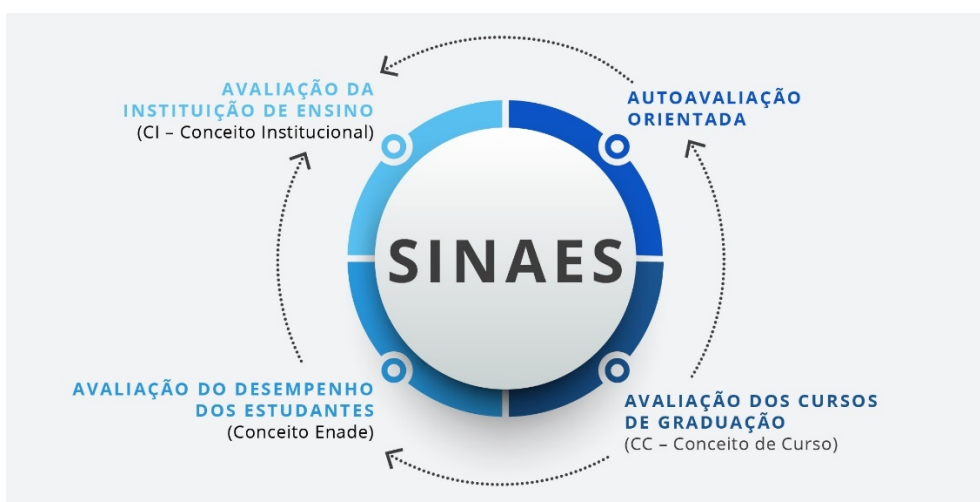 AVALIAÇÃO DA
INSTITUIÇÃO DE ENSINO
(CI – Conceito Institucional)
AUTOAVALIAÇÃO
ORIENTADA
SINAES
AVALIAÇÃO DO DESEMPENHO
DOS ESTUDANTES
(Conceito Enade)
AVALIAÇÃO DOS CURSOS
DE GRADUAÇÃO
(CC – Conceito de Curso)